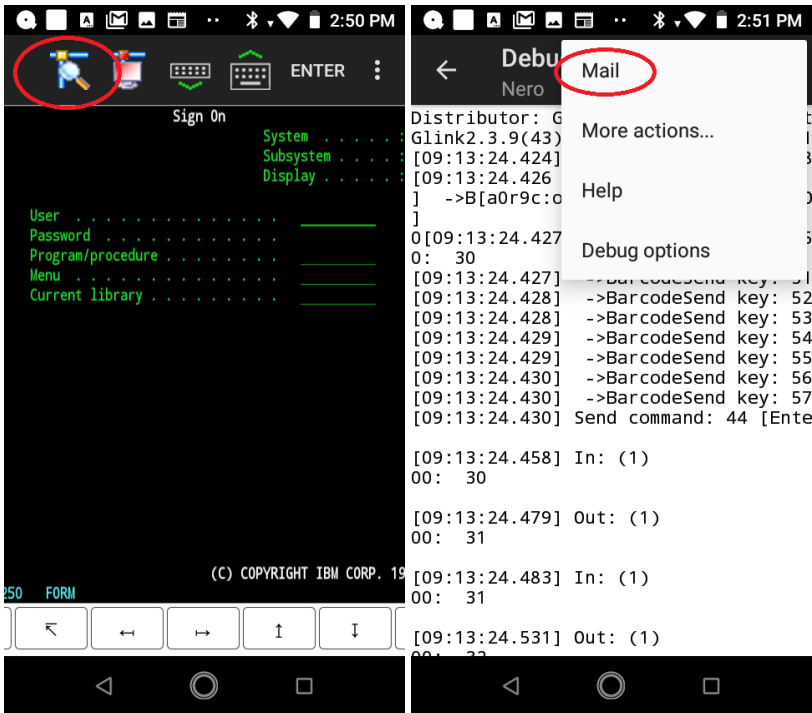 2:50 PM
ENTER
Sign On
System . . . . . :
Subsystem . . . . :
Display . . . . . :
User . . . . . . . . . . . . . .
Password . . . . . . . . . . . .
Program/procedure . . . . . . . .
Menu . . . . . . . . . . . . . .
Current library . . . . . . . . .
(C) COPYRIGHT IBM CORP. 19
250 FORM
2:51 PM
Debu
Nero
Mail
More actions...
Help
Debug options
Distributor: G
Glink2.3.9(43)
[09:13:24.424]
[09:13:24.426
] ->B[a0r9c:o
]
O[09:13:24.427
0: 30
[09:13:24.427] ->BarcodeSend key: 51
[09:13:24.428] ->BarcodeSend key: 52
[09:13:24.428] ->BarcodeSend key: 53
[09:13:24.429] ->BarcodeSend key: 54
[09:13:24.429] ->BarcodeSend key: 55
[09:13:24.430] ->BarcodeSend key: 56
[09:13:24.430] ->BarcodeSend key: 57
[09:13:24.430] Send command: 44 [Ente
[09:13:24.458] In: (1)
00: 30
[09:13:24.479] Out: (1)
00: 31
[09:13:24.483] In: (1)
00: 31
[09:13:24.531] Out: (1)